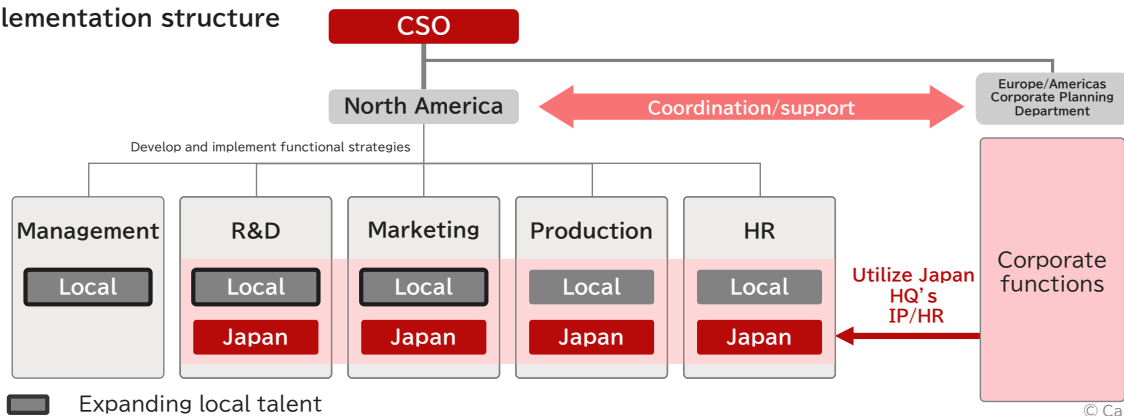 lementation structure
CSO
North America
Coordination/support
Europe/Americas
Corporate Planning
Department
Develop and implement functional strategies
Management
R&D
Marketing
Production
HR
Local
Local
Local
Local
Local
Japan
Japan
Japan
Japan
Utilize Japan
HQ's
IP/HR
Corporate
functions
Expanding local talent
© Ca